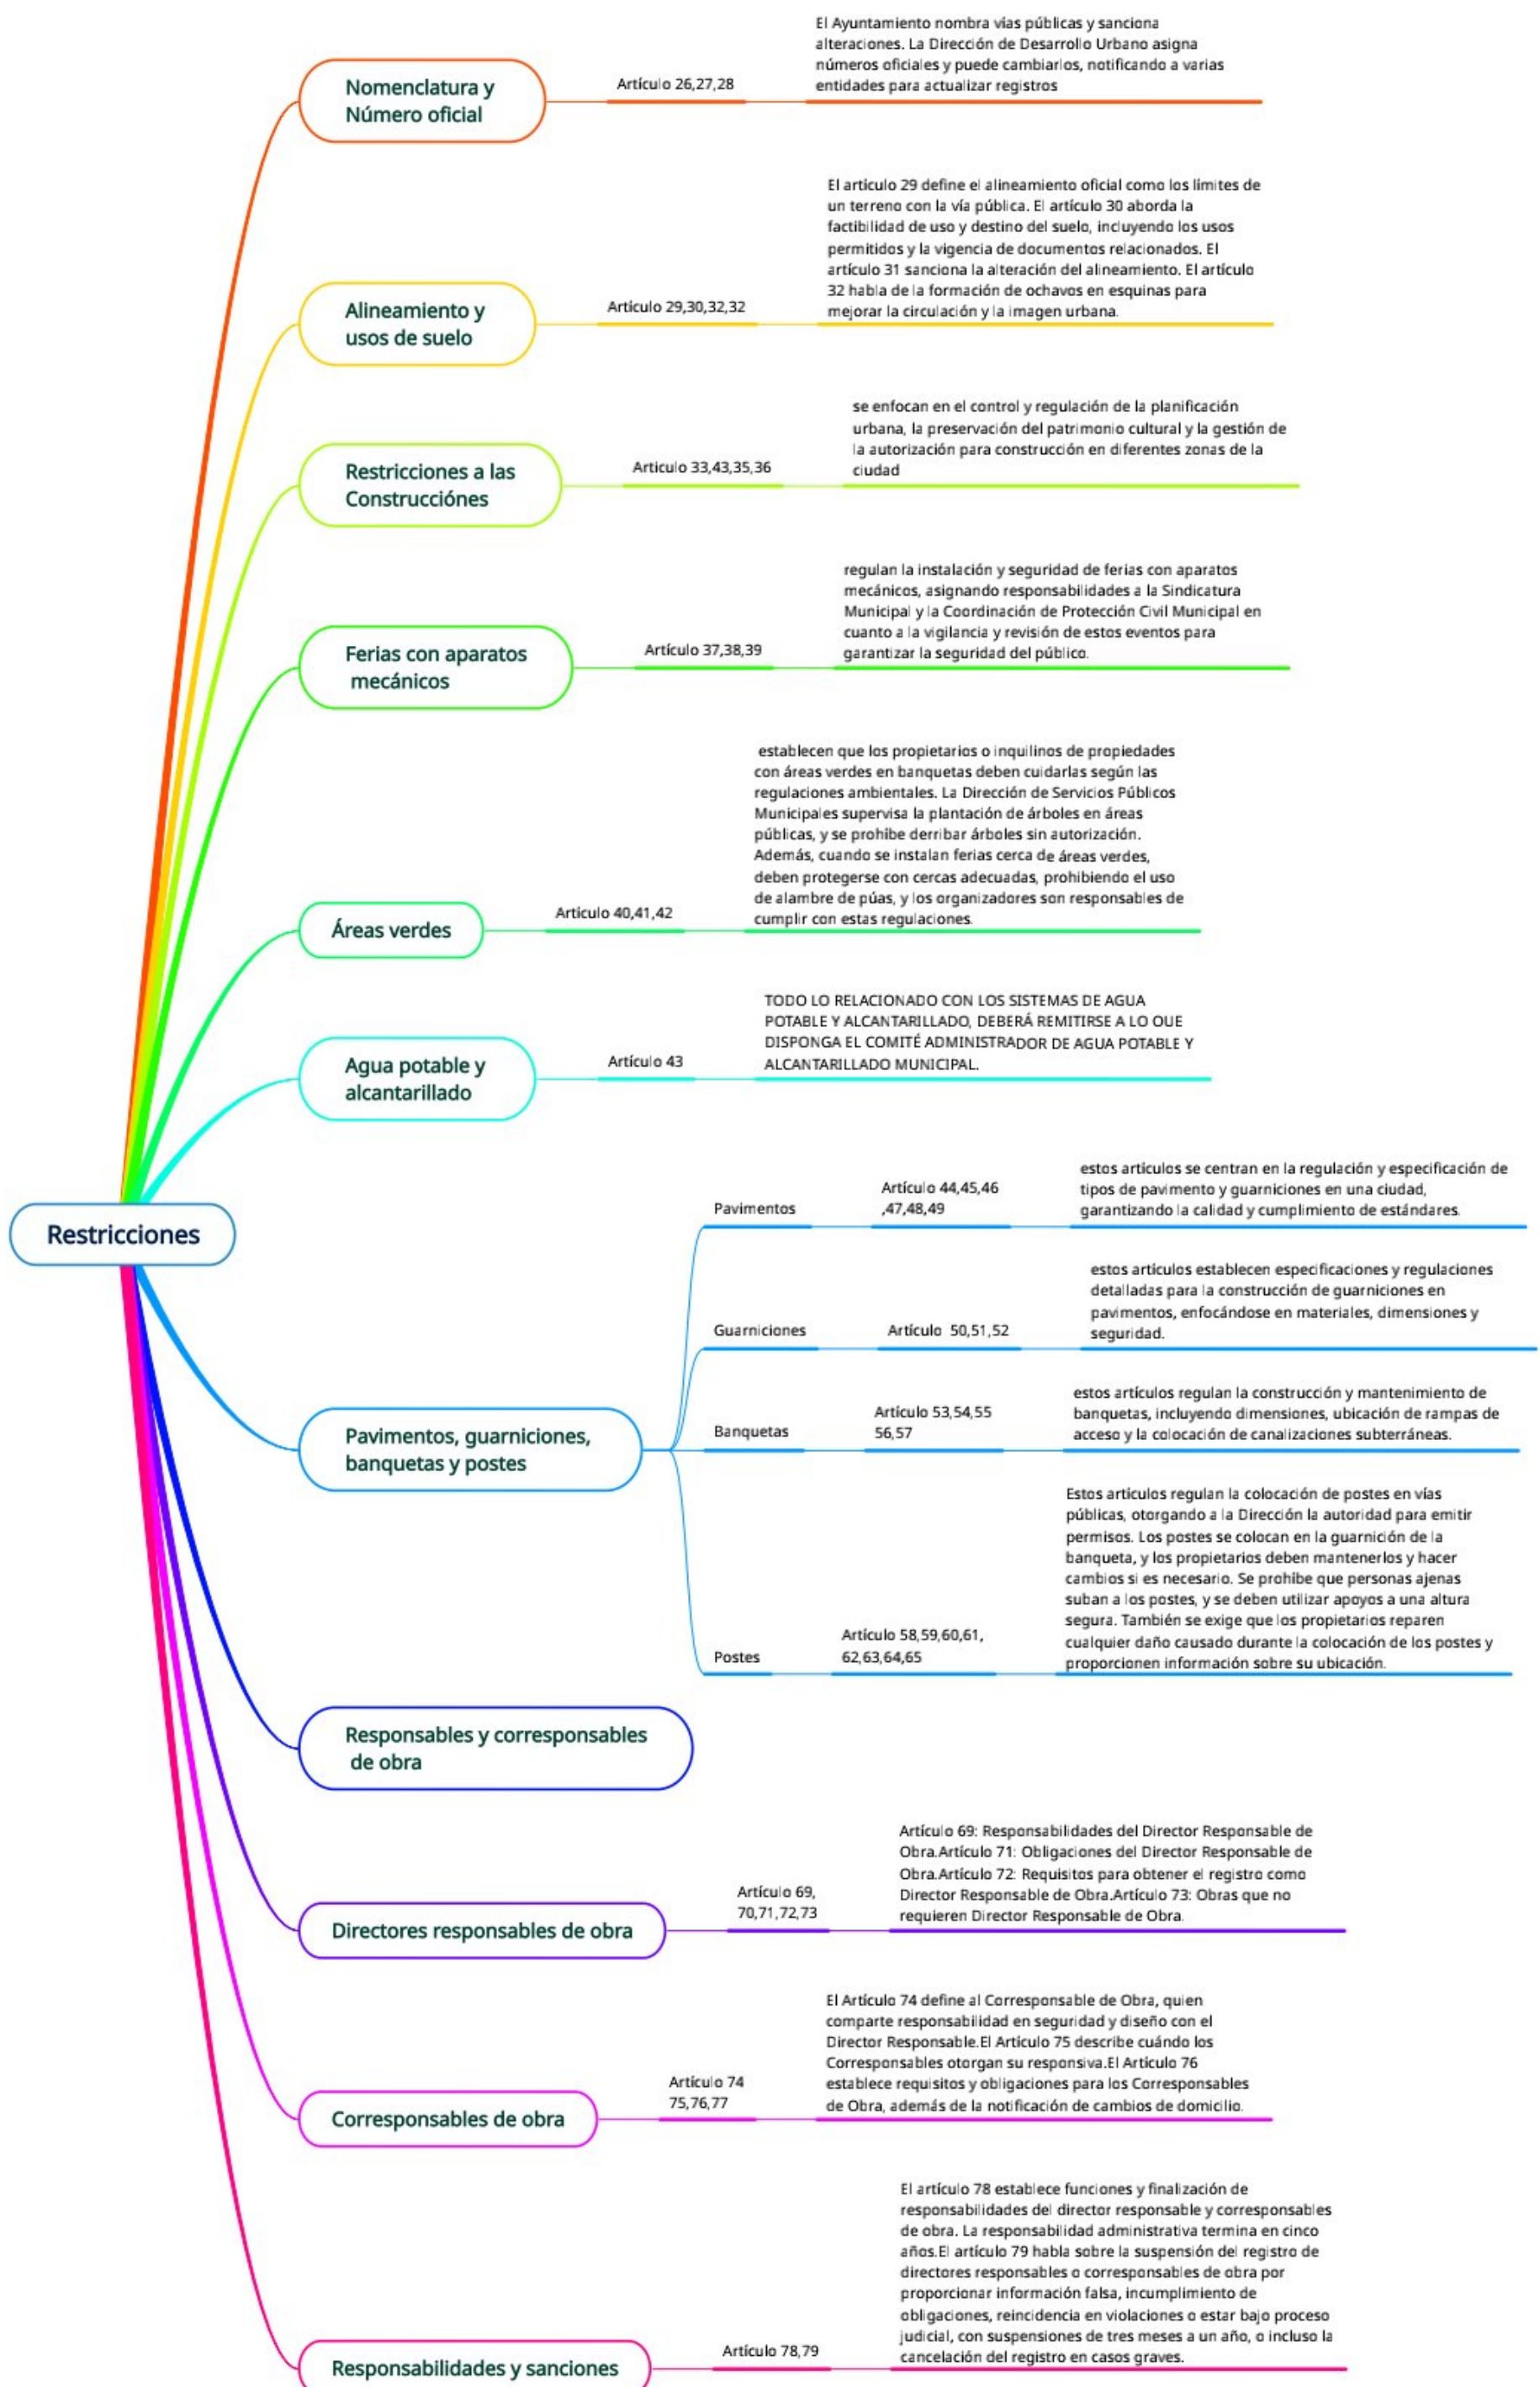 El Ayuntamiento nombra vías públicas y sanciona
alteraciones. La Dirección de Desarrollo Urbano asigna
números oficiales y puede cambiarlos, notificando a varias
entidades para actualizar registros
Nomenclatura y
Número oficial
Artículo 26,27,28
El artículo 29 define el alineamiento oficial como los límites de
un terreno con la vía pública. El artículo 30 aborda la
factibilidad de uso y destino del suelo, incluyendo los usos
permitidos y la vigencia de documentos relacionados. El
artículo 31 sanciona la alteración del alineamiento. El artículo
32 habla de la formación de ochavos en esquinas para
mejorar la circulación y la imagen urbana.
Alineamiento y
usos de suelo
Artículo 29,30,32,32
se enfocan en el control y regulación de la planificación
urbana, la preservación del patrimonio cultural y la gestión de
la autorización para construcción en diferentes zonas de la
ciudad
Restricciones a las
Construcciónes
Articulo 33,43,35,36
regulan la instalación y seguridad de ferias con aparatos
mecánicos, asignando responsabilidades a la Sindicatura
Municipal y la Coordinación de Protección Civil Municipal en
cuanto a la vigilancia y revisión de estos eventos para
garantizar la seguridad del público.
Ferias con aparatos
mecánicos
Artículo 37,38,39
establecen que los propietarios o inquilinos de propiedades
con áreas verdes en banquetas deben cuidarlas según las
regulaciones ambientales. La Dirección de Servicios Públicos
Municipales supervisa la plantación de árboles en áreas
públicas, y se prohíbe derribar árboles sin autorización.
Además, cuando se instalan ferias cerca de áreas verdes,
deben protegerse con cercas adecuadas, prohibiendo el uso
de alambre de púas, y los organizadores son responsables de
cumplir con estas regulaciones.
Áreas verdes
Artículo 40,41,42
TODO LO RELACIONADO CON LOS SISTEMAS DE AGUA
POTABLE Y ALCANTARILLADO, DEBERÁ REMITIRSE A LO OUE
DISPONGA EL COMITÉ ADMINISTRADOR DE AGUA POTABLE Y
ALCANTARILLADO MUNICIPAL.
Agua potable y
alcantarillado
Artículo 43
Restricciones
estos artículos se centran en la regulación y especificación de
tipos de pavimento y guarniciones en una ciudad,
garantizando la calidad y cumplimiento de estándares.
Pavimentos
Artículo 44,45,46
,47,48,49
estos artículos establecen especificaciones y regulaciones
detalladas para la construcción de guarniciones en
pavimentos, enfocándose en materiales, dimensiones y
seguridad.
Guarniciones
Artículo 50,51,52
estos artículos regulan la construcción y mantenimiento de
banquetas, incluyendo dimensiones, ubicación de rampas de
acceso y la colocación de canalizaciones subterráneas.
Banquetas
Artículo 53,54,55
56,57
Pavimentos, guarniciones,
banquetas y postes
Estos artículos regulan la colocación de postes en vías
públicas, otorgando a la Dirección la autoridad para emitir
permisos. Los postes se colocan en la guarnición de la
banqueta, y los propietarios deben mantenerlos y hacer
cambios si es necesario. Se prohíbe que personas ajenas
suban a los postes, y se deben utilizar apoyos a una altura
segura. También se exige que los propietarios reparen
cualquier daño causado durante la colocación de los postes y
proporcionen información sobre su ubicación.
Postes
Artículo 58,59,60,61,
62,63,64,65
Responsables y corresponsables
de obra
Artículo 69: Responsabilidades del Director Responsable de
Obra.Artículo 71: Obligaciones del Director Responsable de
Obra.Artículo 72: Requisitos para obtener el registro como
Director Responsable de Obra.Artículo 73: Obras que no
requieren Director Responsable de Obra.
Directores responsables de obra
Artículo 69,
70,71,72,73
El Artículo 74 define al Corresponsable de Obra, quien
comparte responsabilidad en seguridad y diseño con el
Director Responsable.El Artículo 75 describe cuándo los
Corresponsables otorgan su responsiva.El Artículo 76
establece requisitos y obligaciones para los Corresponsables
de Obra, además de la notificación de cambios de domicilio.
Corresponsables de obra
Artículo 74
75,76,77
El artículo 78 establece funciones y finalización de
responsabilidades del director responsable y corresponsables
de obra. La responsabilidad administrativa termina en cinco
años.El artículo 79 habla sobre la suspensión del registro de
directores responsables o corresponsables de obra por
proporcionar información falsa, incumplimiento de
obligaciones, reincidencia en violaciones o estar bajo proceso
judicial, con suspensiones de tres meses a un año, o incluso la
cancelación del registro en casos graves.
Responsabilidades y sanciones
Artículo 78,79